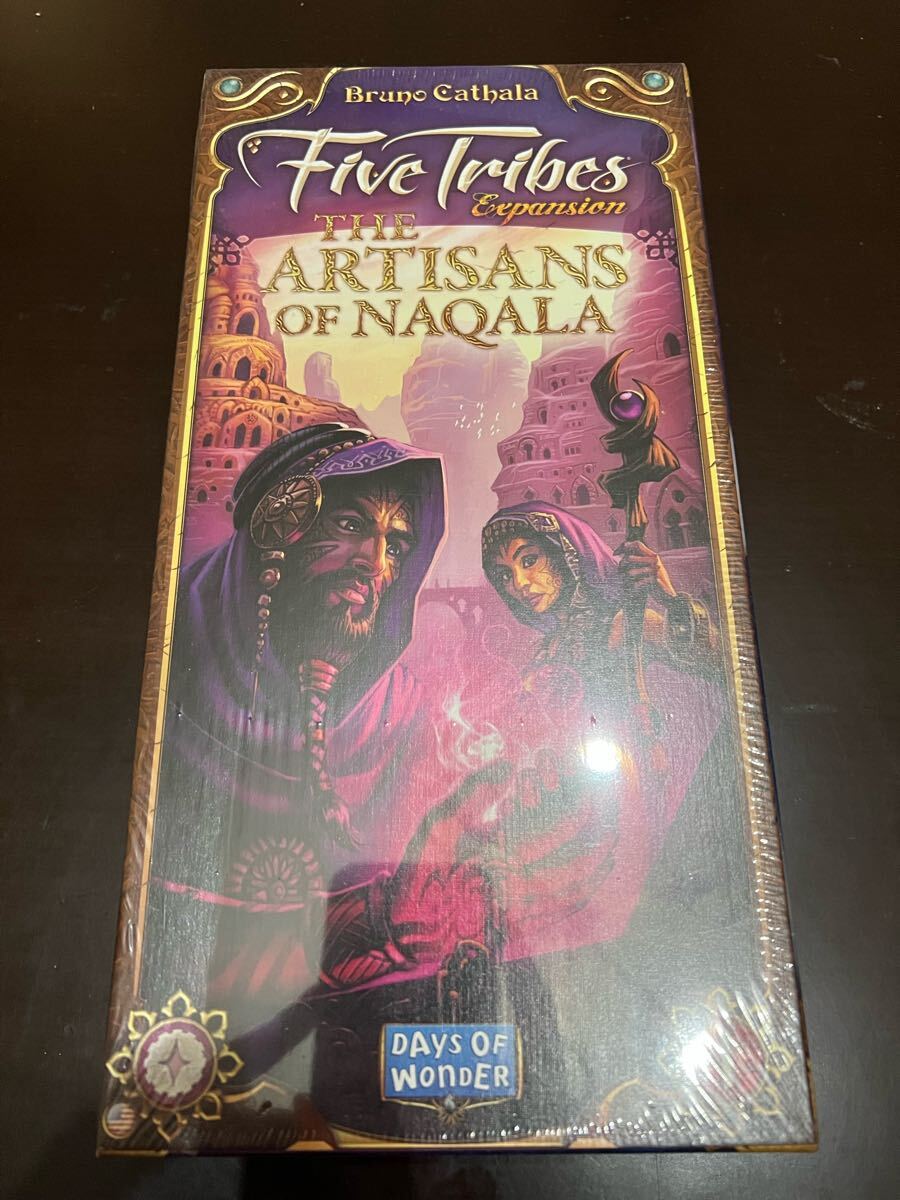 Bruno Cathala
Five Tribes
Expansion
THE
ARTISANS
OF NAQALA
DAYS OF
WONDER